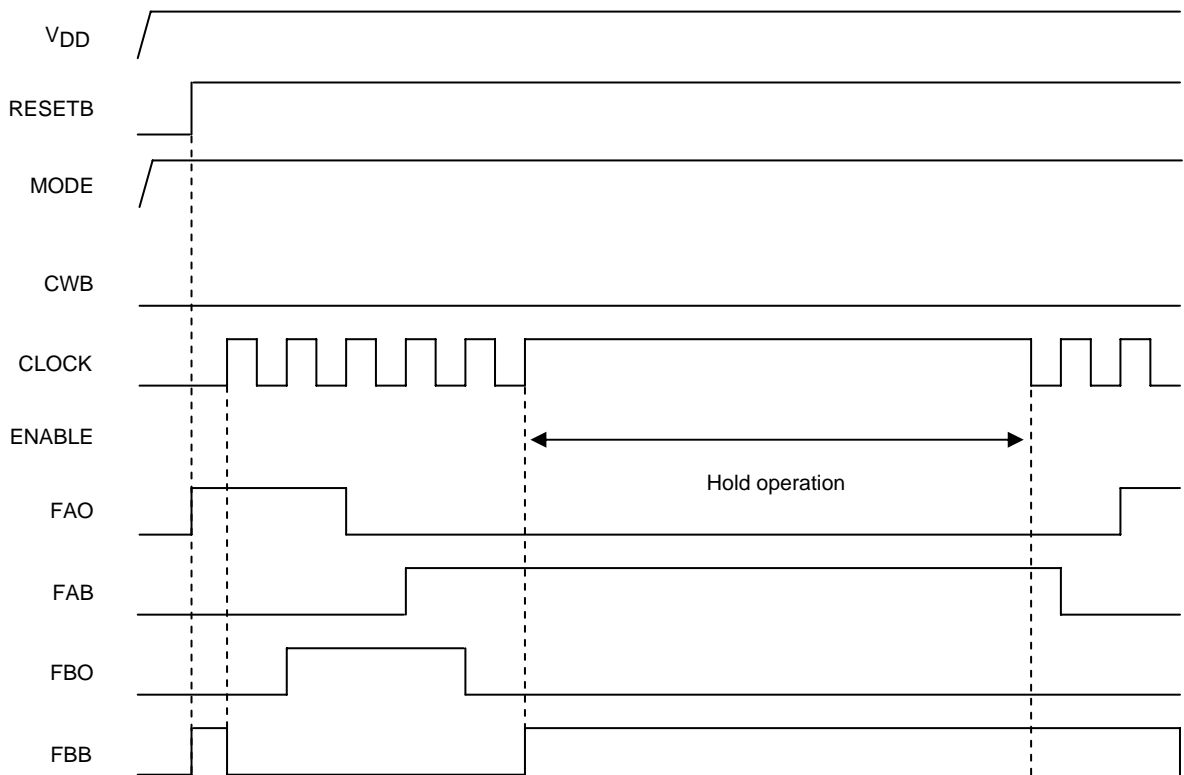 VDD
RESETB
MODE
CWB
CLOCK
ENABLE
Hold operation
FAO
FAB
FBO
FBB